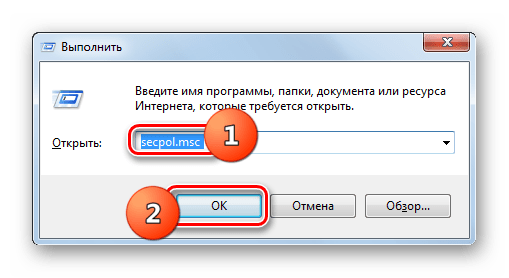 Выполнить
Введите имя программы, папки, документа или ресурса
Интернета, которые требуется открыть.
Открыть: secpol.msc 1
2 ОК Отмена Обзор...